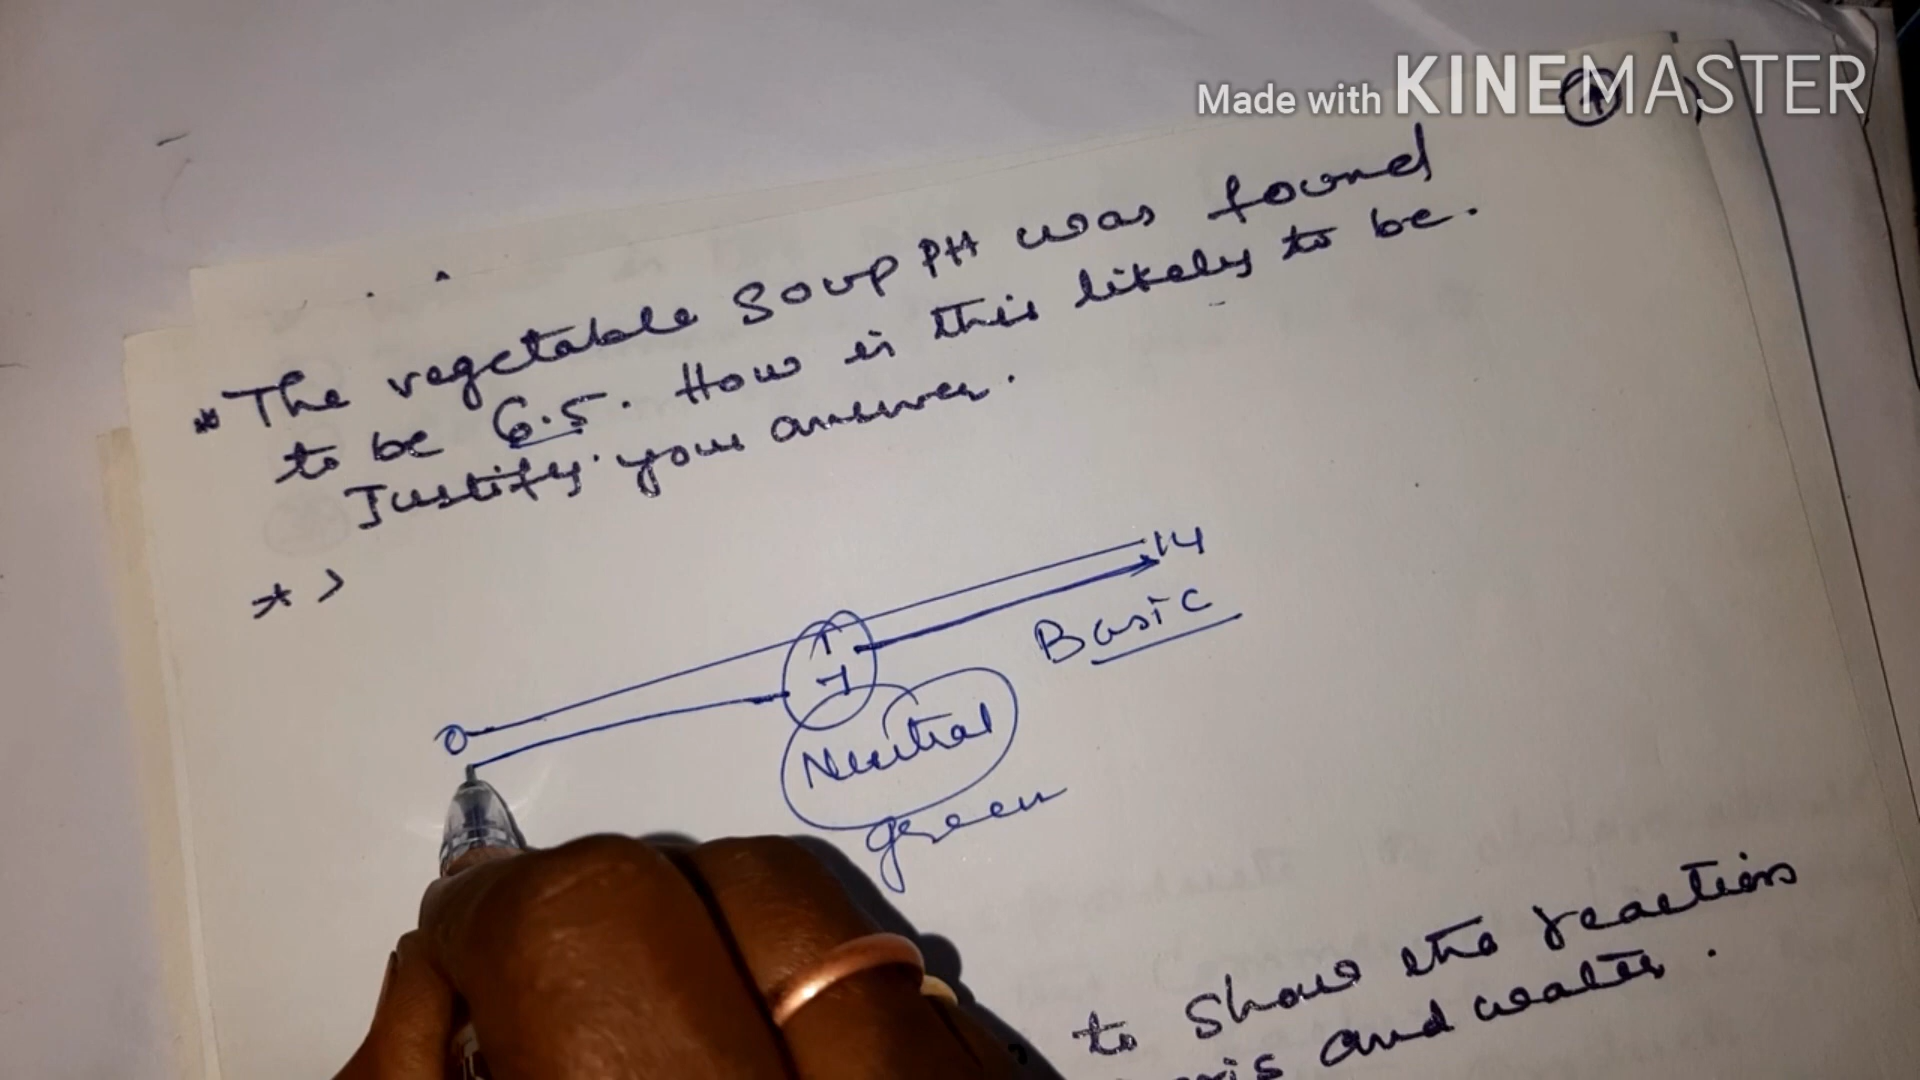 Made with KINEMASTER
* The vegetable Soup PH was found
to be 6.5. How is this likely to be.
Justify your answer.
* >
14
7
0
Basic
Neutral
green
to show the reaction
and water.